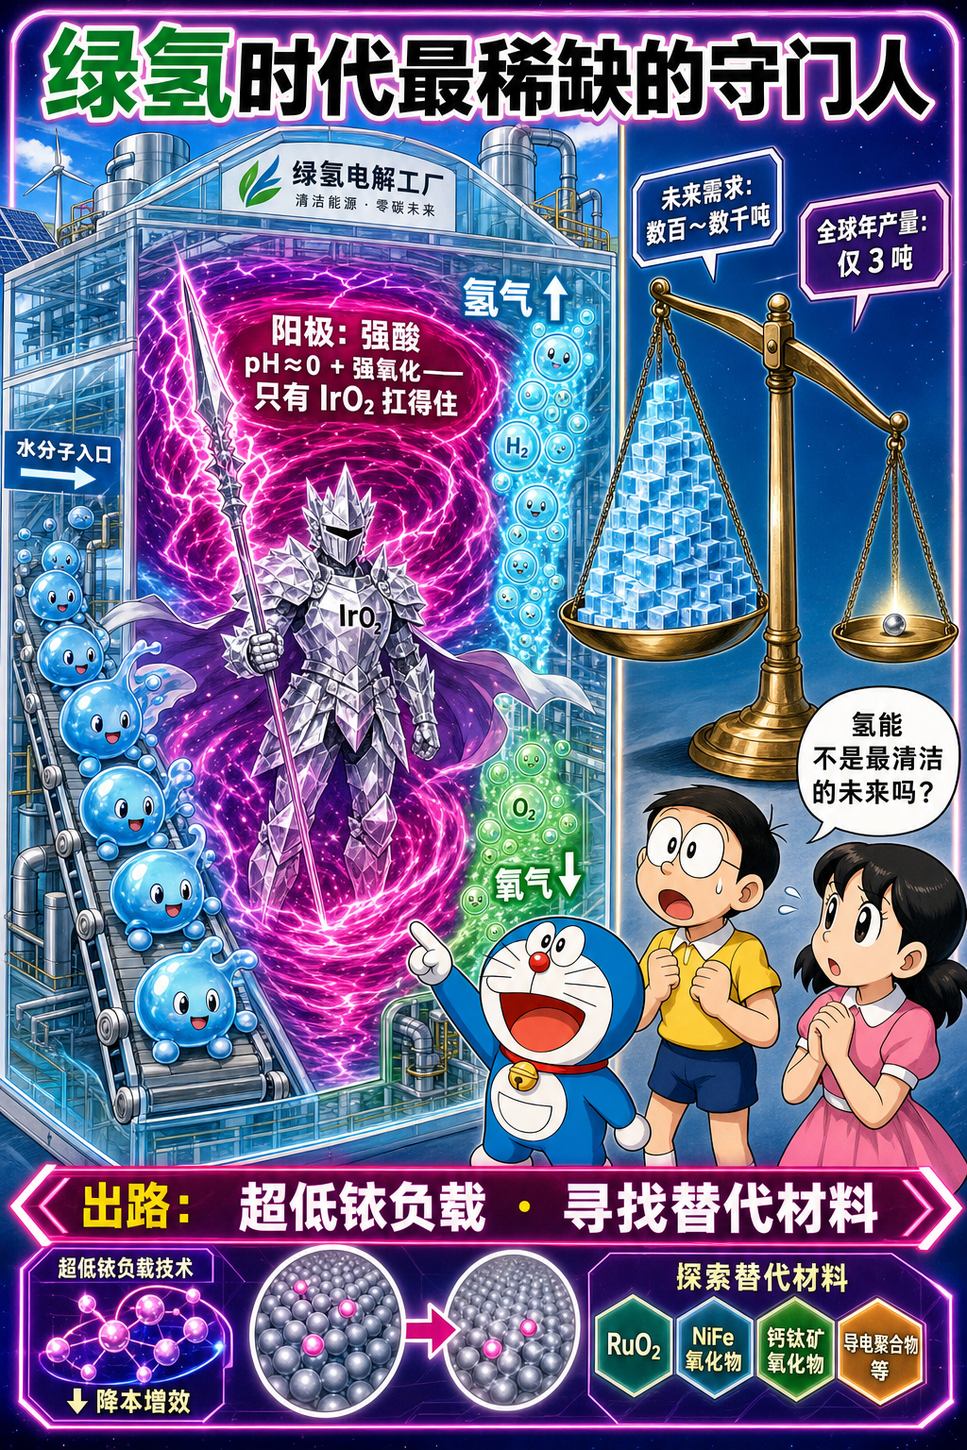 绿氢时代最稀缺的守门人
绿氢电解工厂
清洁能源·零碳未来
未来需求：
数百～数千吨
全球年产量：
仅 3 吨
氢气↑
阳极：强酸
pH≈0 + 强氧化——
只有 IrO₂ 扛得住
水分子入口
→
H₂
IrO₂
O₂
氧气↓
氢能
不是最清洁
的未来吗？
出路：超低铱负载·寻找替代材料
超低铱负载技术
↓ 降本增效
探索替代材料
RuO₂
NiFe
氧化物
钙钛矿
氧化物
导电聚合物
等